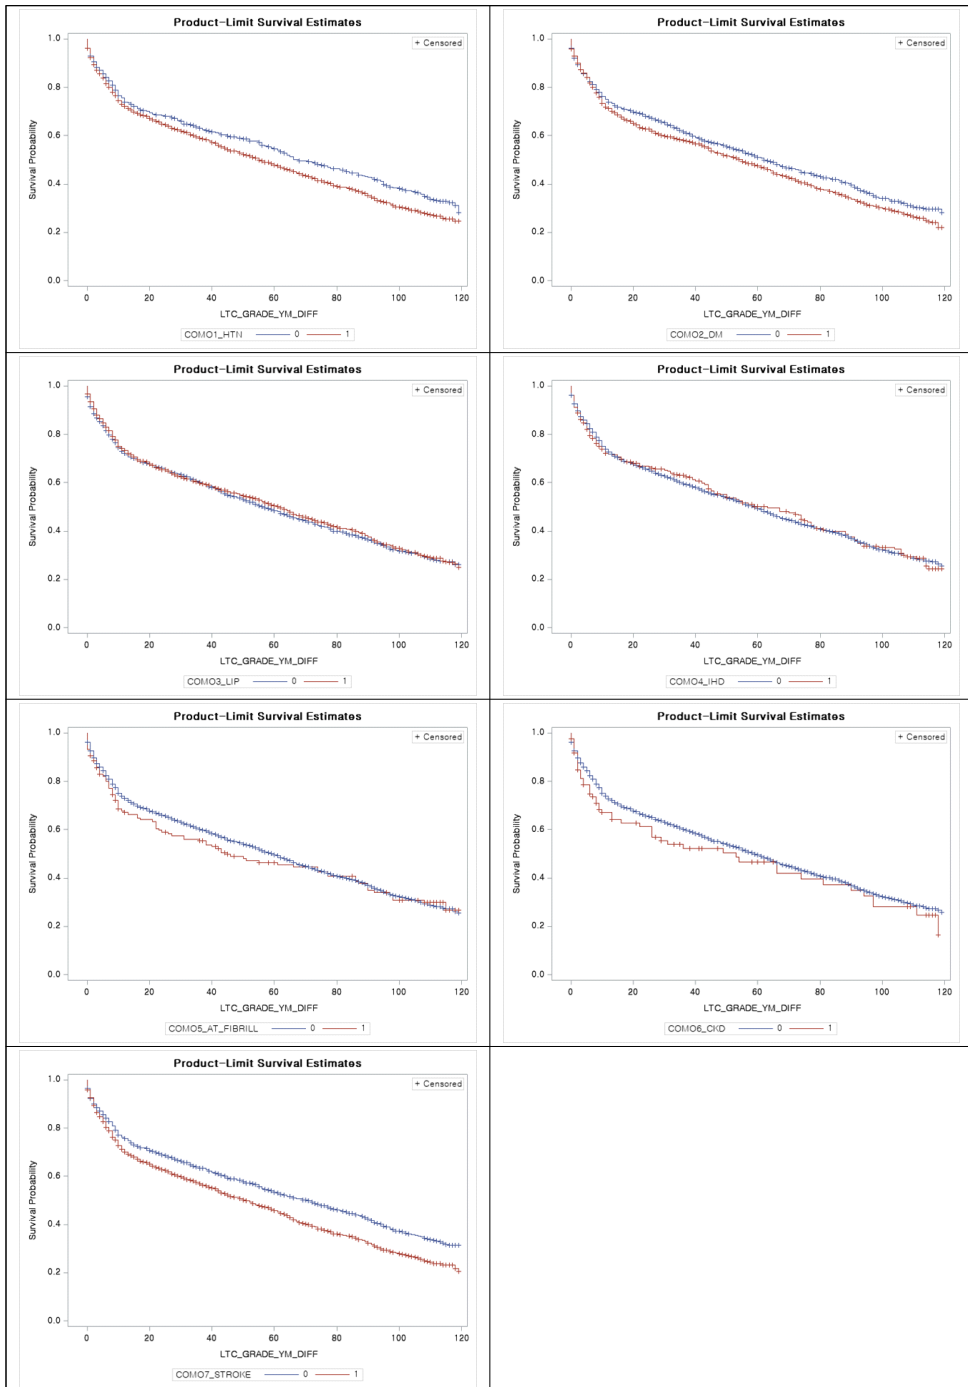 Product-Limit Survival Estimates
+ Censored
1.0
0.8
0.6
0.4
0.2
0.0
Survival Probability
0 20 40 60 80 100 120
LTC_GRADE_YM_DIFF
COMO1_HTN 0 1
Product-Limit Survival Estimates
+ Censored
1.0
0.8
0.6
0.4
0.2
0.0
Survival Probability
0 20 40 60 80 100 120
LTC_GRADE_YM_DIFF
COMO2_DM 0 1
Product-Limit Survival Estimates
+ Censored
1.0
0.8
0.6
0.4
0.2
0.0
Survival Probability
0 20 40 60 80 100 120
LTC_GRADE_YM_DIFF
COMO3_LIP 0 1
Product-Limit Survival Estimates
+ Censored
1.0
0.8
0.6
0.4
0.2
0.0
Survival Probability
0 20 40 60 80 100 120
LTC_GRADE_YM_DIFF
COMO4_IHD 0 1
Product-Limit Survival Estimates
+ Censored
1.0
0.8
0.6
0.4
0.2
0.0
Survival Probability
0 20 40 60 80 100 120
LTC_GRADE_YM_DIFF
COMO5_AT_FIBRILL 0 1
Product-Limit Survival Estimates
+ Censored
1.0
0.8
0.6
0.4
0.2
0.0
Survival Probability
0 20 40 60 80 100 120
LTC_GRADE_YM_DIFF
COMO6_CKD 0 1
Product-Limit Survival Estimates
+ Censored
1.0
0.8
0.6
0.4
0.2
0.0
Survival Probability
0 20 40 60 80 100 120
LTC_GRADE_YM_DIFF
COMO7_STROKE 0 1